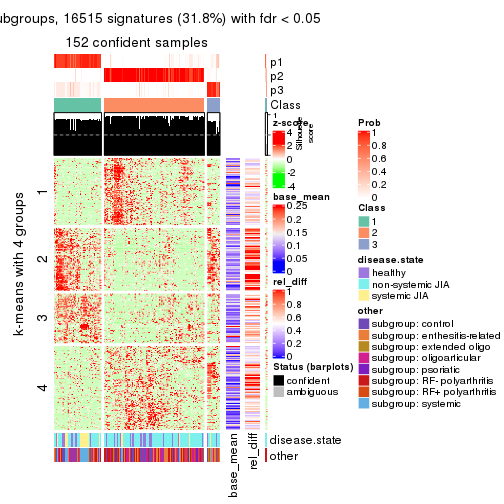 ubgroups, 16515 signatures (31.8%) with fdr < 0.05
152 confident samples
p1
p2
p3
Class
1
Silhouette
score
k-means with 4 groups
1
2
3
4
base_mean
rel_diff
disease.state
other
z-score
4
2
0
-2
-4
base_mean
0.25
0.2
0.15
0.1
0.05
0
rel_diff
1
0.8
0.6
0.4
0.2
0
Status (barplots)
confident
ambiguous
Prob
1
0.8
0.6
0.4
0.2
0
Class
1
2
3
disease.state
healthy
non-systemic JIA
systemic JIA
other
subgroup: control
subgroup: enthesitis-related
subgroup: extended oligo
subgroup: oligoarticular
subgroup: psoriatic
subgroup: RF- polyarthritis
subgroup: RF+ polyarthritis
subgroup: systemic